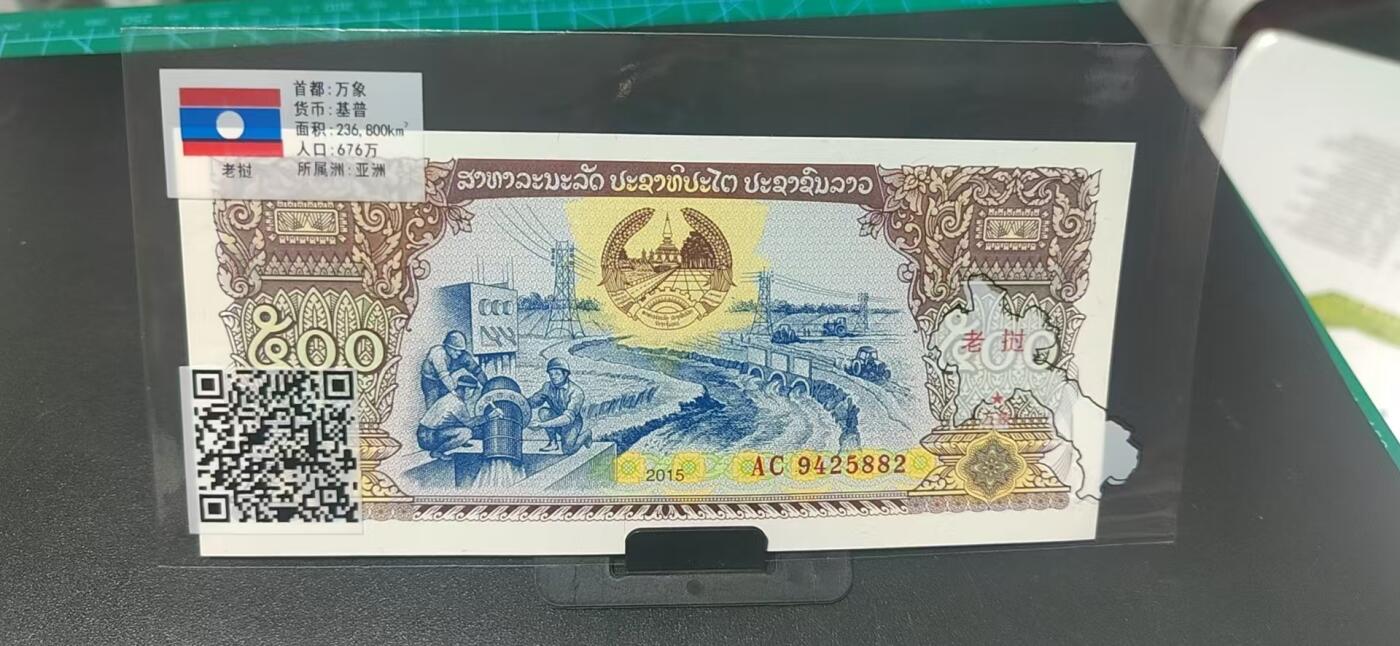 首都:万象
货币:基普
面积:236,800km²
人口:676万
老挝 所属洲:亚洲
ສາທາລະນະລັດ ປະຊາທິປະໄຕ ປະຊາຊົນລາວ
໕໐໐
໕໐໐
老挝
2015
AC 9425882